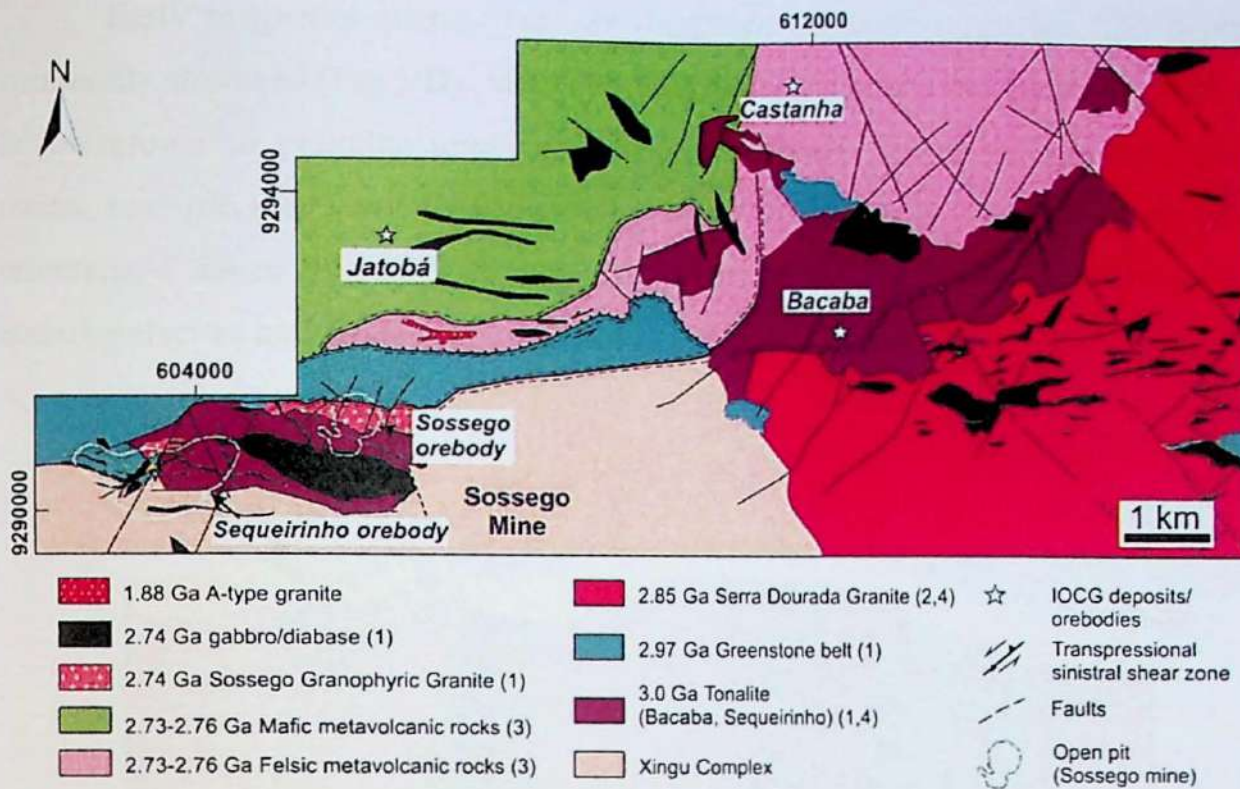 612000
N
Castanha
9294000
Jatobá
Bacaba
604000
Sossego
orebody
Sossego
Mine
9290000
Sequeirinho orebody
1 km
1.88 Ga A-type granite
2.74 Ga gabbro/diabase (1)
2.74 Ga Sossego Granophyric Granite (1)
2.73-2.76 Ga Mafic metavolcanic rocks (3)
2.73-2.76 Ga Felsic metavolcanic rocks (3)
2.85 Ga Serra Dourada Granite (2,4)
2.97 Ga Greenstone belt (1)
3.0 Ga Tonalite
(Bacaba, Sequeirinho) (1,4)
Xingu Complex
IOCG deposits/
orebodies
Transpressional
sinistral shear zone
Faults
Open pit
(Sossego mine)